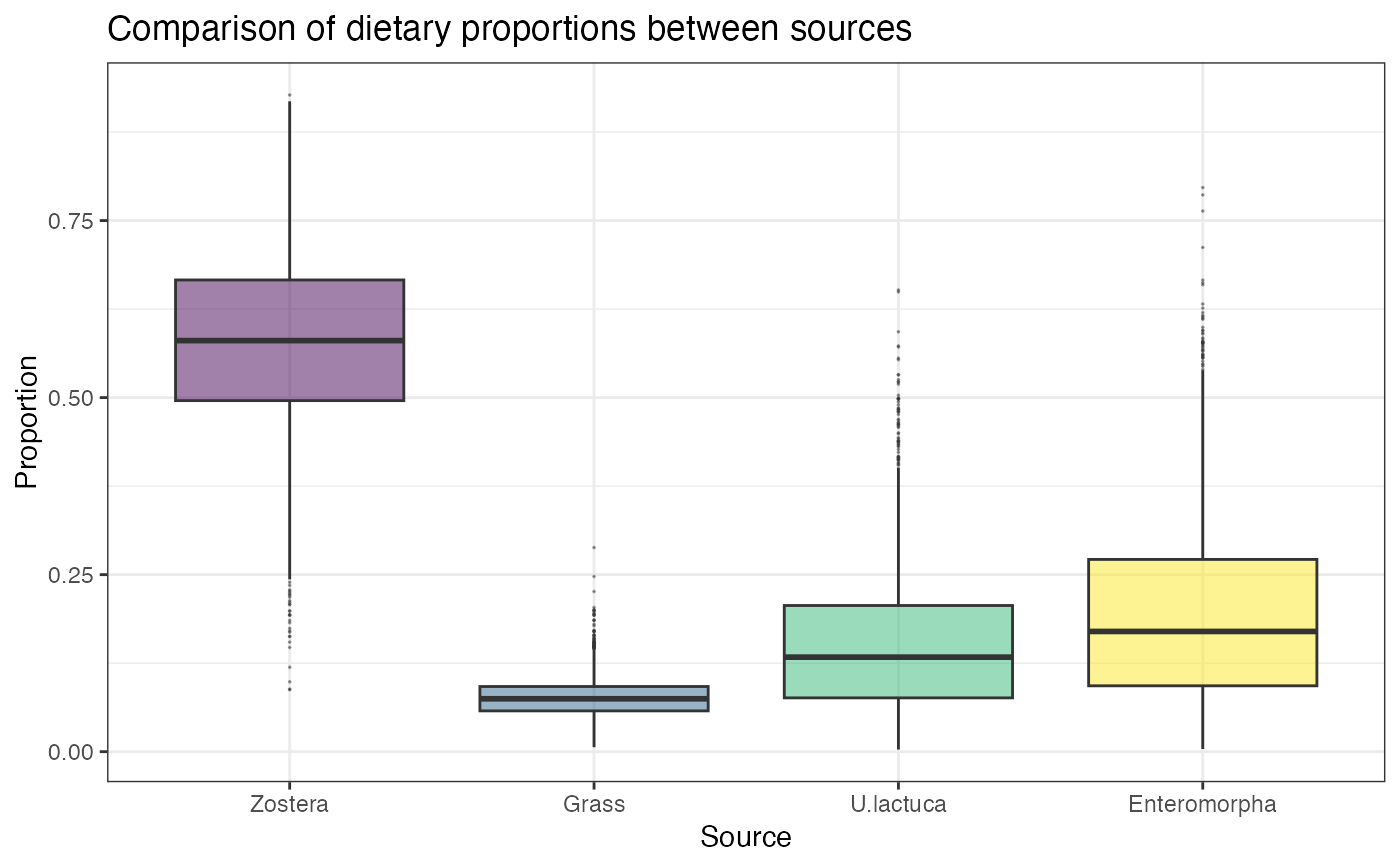 Comparison of dietary proportions between sources
Proportion
0.75
0.50
0.25
0.00
Zostera
Grass
U.lactuca
Enteromorpha
Source